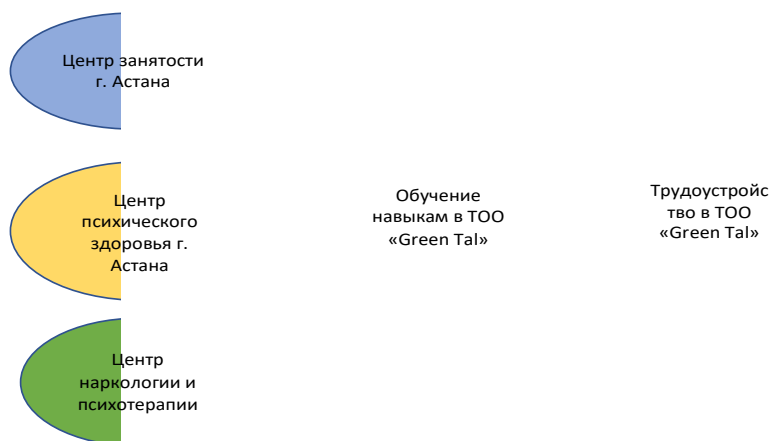 Центр занятости
г. Астана
Центр
психического
здоровья г.
Астана
Обучение
навыкам в ТОО
«Green Tal»
Трудоустройс
тво в ТОО
«Green Tal»
Центр
наркологии и
психотерапии